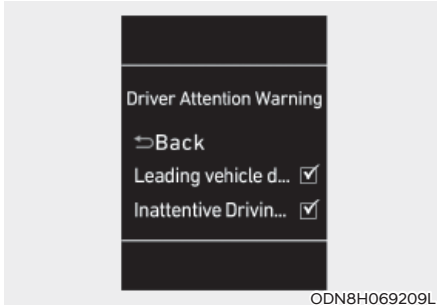 Driver Attention Warning
Back
Leading vehicle d...
Inattentive Drivin...
ODN8H069209L